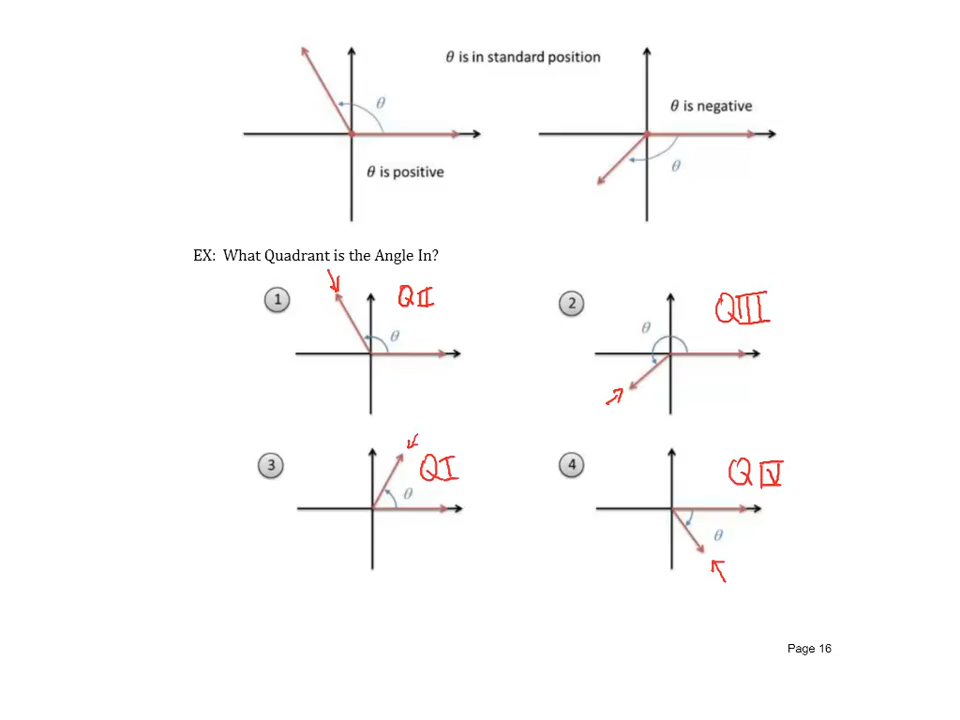 θ is in standard position
θ
θ is positive
θ is negative
θ
EX: What Quadrant is the Angle In?
1
QII
θ
2
QIII
θ
3
QI
θ
4
QIV
θ
Page 16